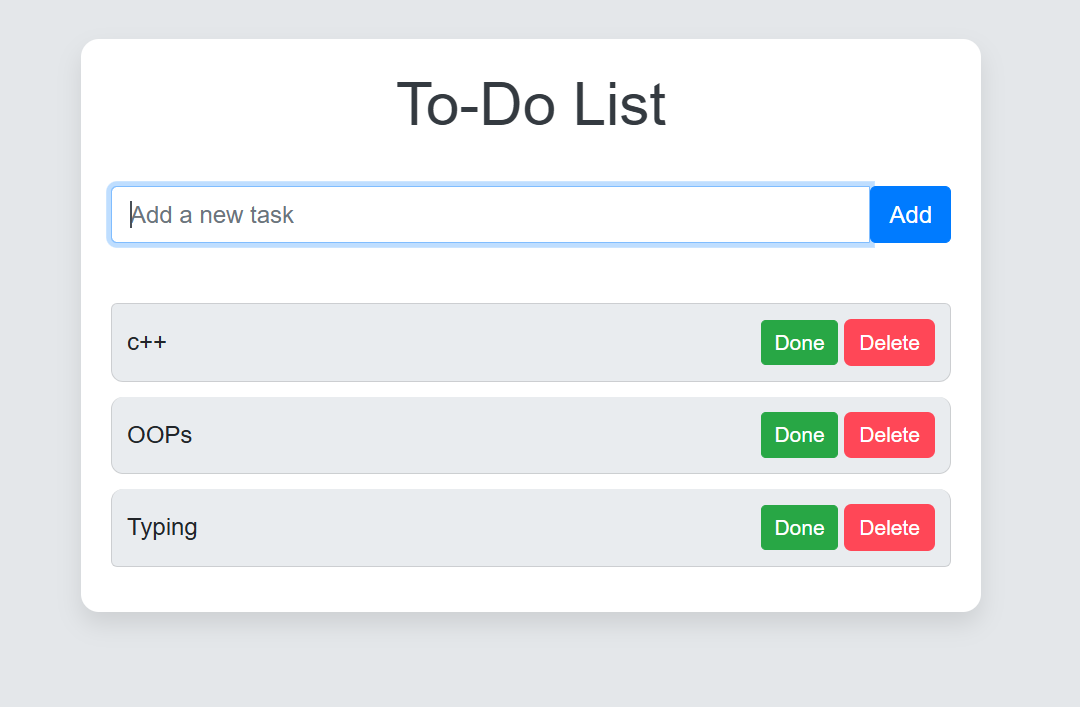 To-Do List
Add a new task Add
c++ Done Delete
OOPs Done Delete
Typing Done Delete